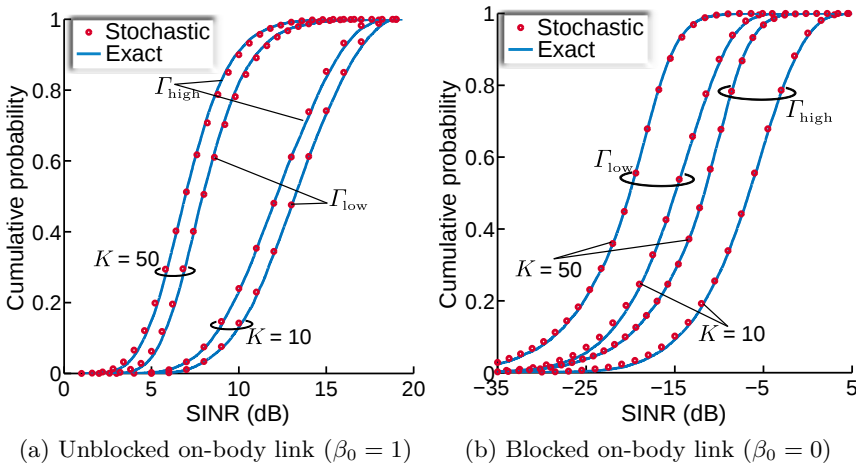 Stochastic
Exact
Cumulative probability
1
0.8
0.6
0.4
0.2
0
0
5
10
15
20
SINR (dB)
Γhigh
Γlow
K = 50
K = 10
(a) Unblocked on-body link (β0 = 1)
Stochastic
Exact
Cumulative probability
1
0.8
0.6
0.4
0.2
0
−35
−25
−15
−5
5
SINR (dB)
Γlow
Γhigh
K = 50
K = 10
(b) Blocked on-body link (β0 = 0)